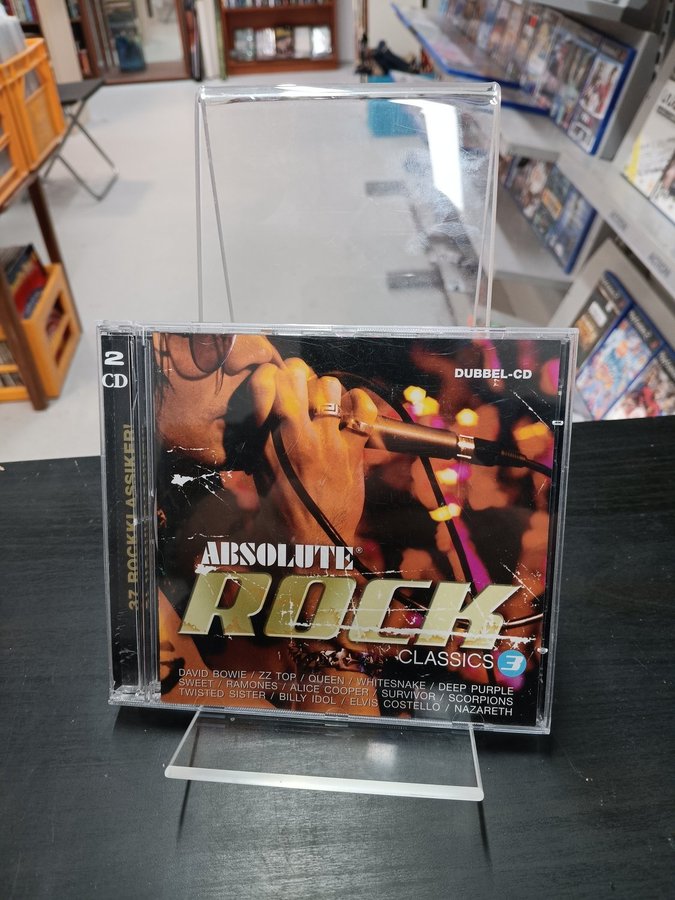 2
CD
37 ROCKKLASSIKER!
DUBBEL-CD
ABSOLUTE®
ROCK
CLASSICS 3
DAVID BOWIE / ZZ TOP / QUEEN / WHITESNAKE / DEEP PURPLE
SWEET / RAMONES / ALICE COOPER / SURVIVOR / SCORPIONS
TWISTED SISTER / BILLY IDOL / ELVIS COSTELLO / NAZARETH